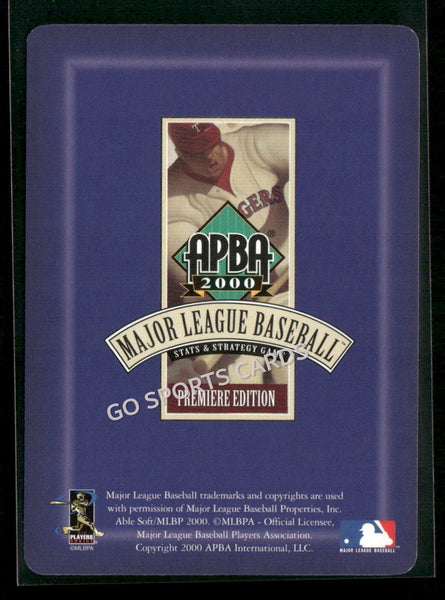 T
GERS
APBA®
2000
MAJOR LEAGUE BASEBALL™
STATS & STRATEGY GAME
GO SPORTS CARDS
PREMIERE EDITION
Major League Baseball trademarks and copyrights are used
with permission of Major League Baseball Properties, Inc.
Able Soft/MLBP 2000. ©MLBPA - Official Licensee,
Major League Baseball Players Association.
Copyright 2000 APBA International, LLC.
PLAYERS
©MLBPA
MAJOR LEAGUE BASEBALL